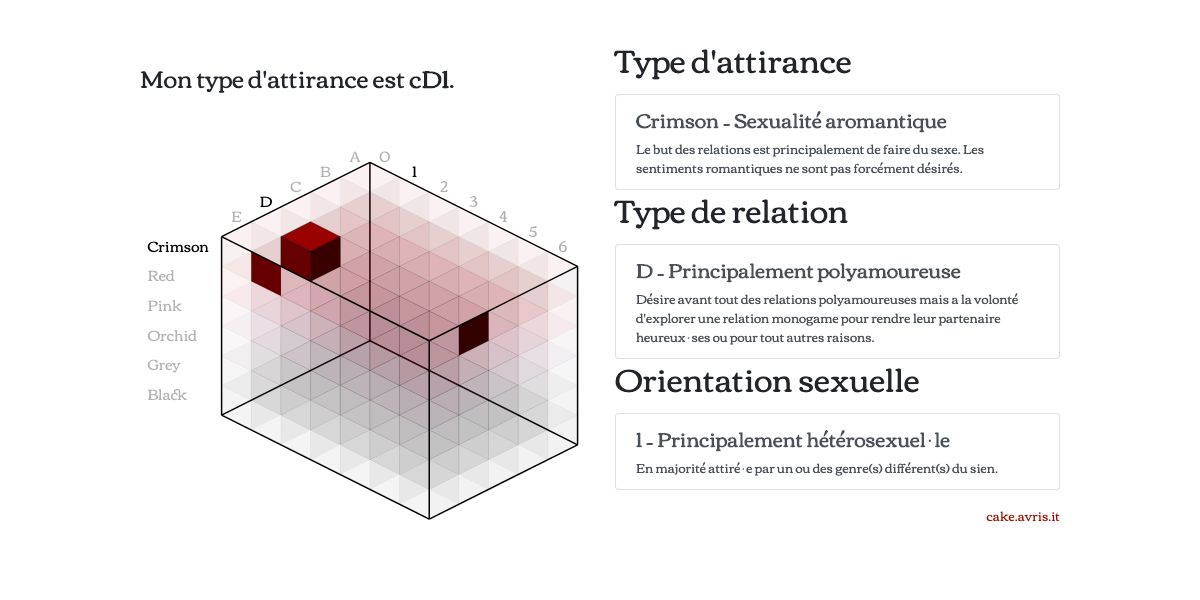 Mon type d'attirance est cD1.
A O
B 1
C 2
D 3
E 4
5
6
Crimson
Red
Pink
Orchid
Grey
Black
Type d'attirance
Crimson - Sexualité aromantique
Le but des relations est principalement de faire du sexe. Les
sentiments romantiques ne sont pas forcément désirés.
Type de relation
D - Principalement polyamoureuse
Désire avant tout des relations polyamoureuses mais a la volonté
d'explorer une relation monogame pour rendre leur partenaire
heureux·ses ou pour tout autres raisons.
Orientation sexuelle
1 - Principalement hétérosexuel·le
En majorité attiré·e par un ou des genre(s) différent(s) du sien.
cake.avris.it